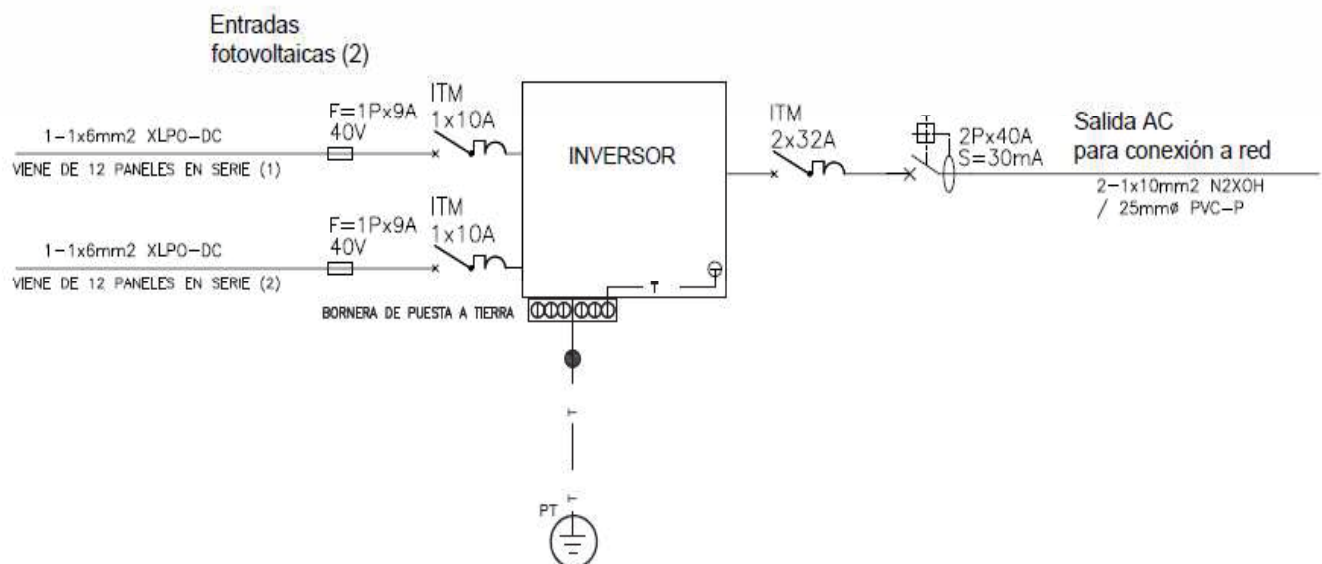 Entradas
fotovoltaicas (2)
1-1x6mm2 XLPO-DC
VIENE DE 12 PANELES EN SERIE (1)
F=1Px9A
40V
ITM
1x10A
1-1x6mm2 XLPO-DC
VIENE DE 12 PANELES EN SERIE (2)
F=1Px9A
40V
ITM
1x10A
INVERSOR
ITM
2x32A
2Px40A
S=30mA
Salida AC
para conexión a red
2-1x10mm2 N2XOH
/ 25mmø PVC-P
T
BORNERA DE PUESTA A TIERRA
T
T
PT